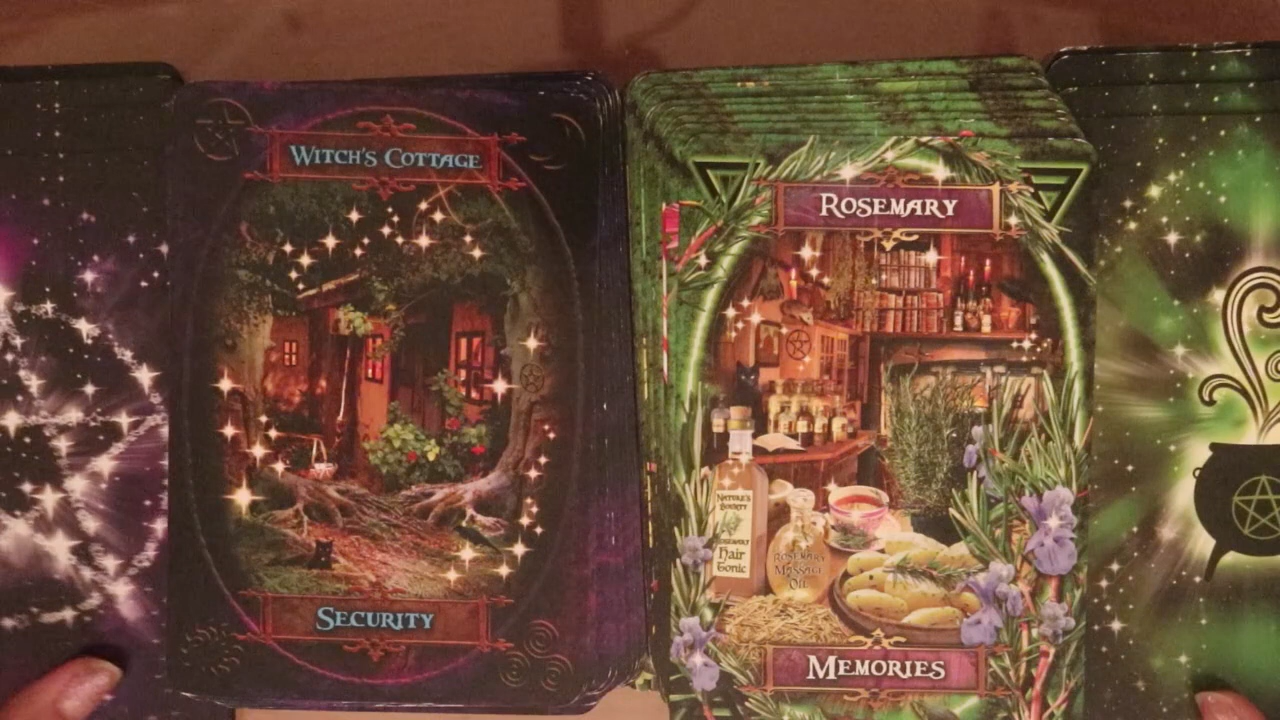 WITCH'S COTTAGE
SECURITY
ROSEMARY
NATURE'S
BOUNTY
ROSEMARY
Hair
Tonic
ROSEMARY
MASSAGE
OIL
MEMORIES